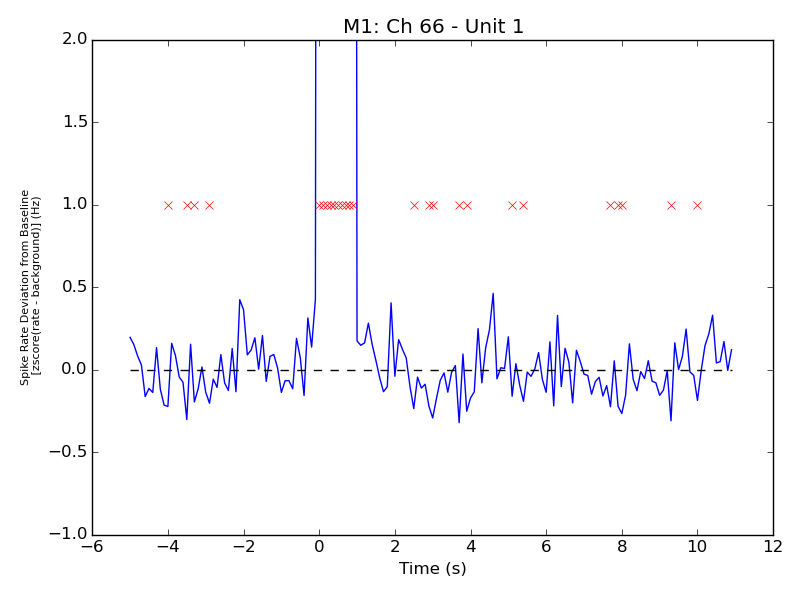 M1: Ch 66 - Unit 1
2.0
1.5
1.0
0.5
0.0
−0.5
−1.0
Spike Rate Deviation from Baseline
[zscore(rate - background)] (Hz)
−6 −4 −2 0 2 4 6 8 10 12
Time (s)